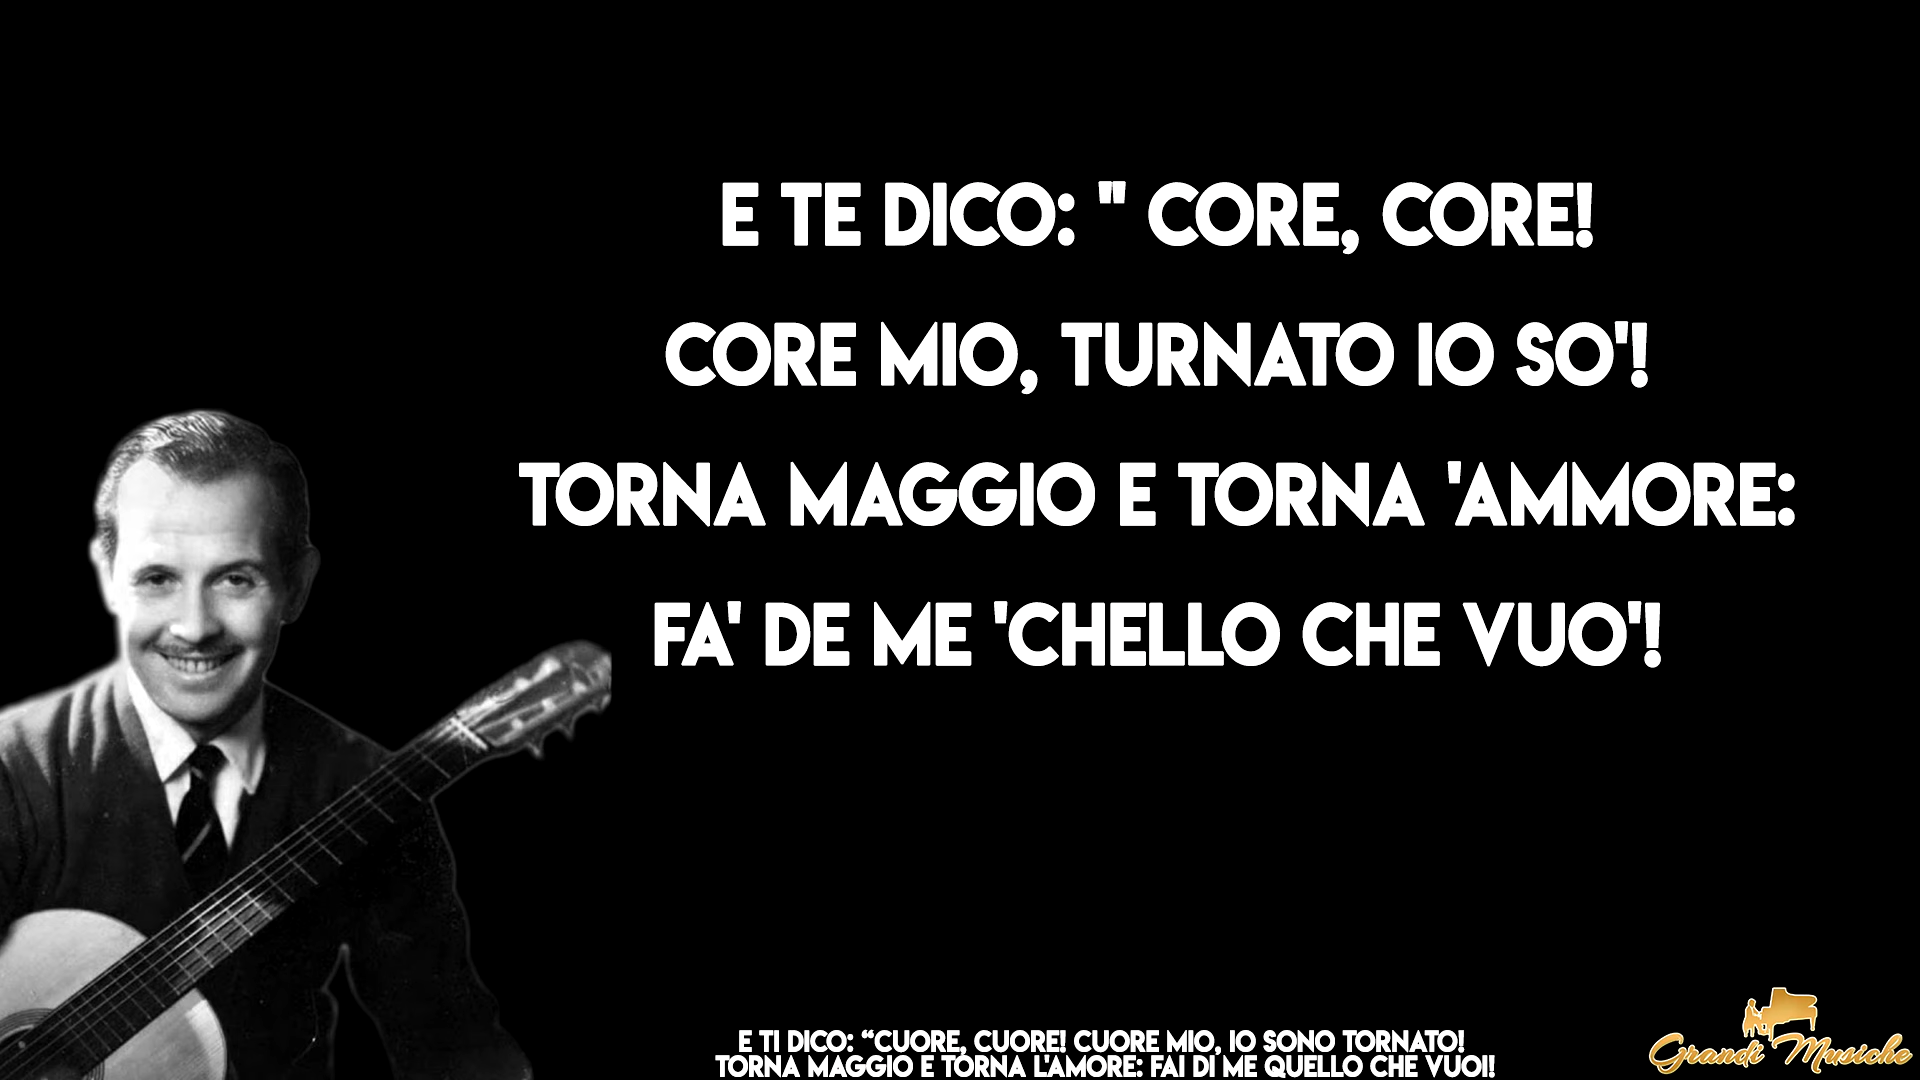 E TE DICO: " CORE, CORE!
CORE MIO, TURNATO IO SO'!
TORNA MAGGIO E TORNA 'AMMORE:
FA' DE ME 'CHELLO CHE VUO'!
E TI DICO: “CUORE, CUORE! CUORE MIO, IO SONO TORNATO!
TORNA MAGGIO E TORNA L'AMORE: FAI DI ME QUELLO CHE VUOI!
Grandi Musiche